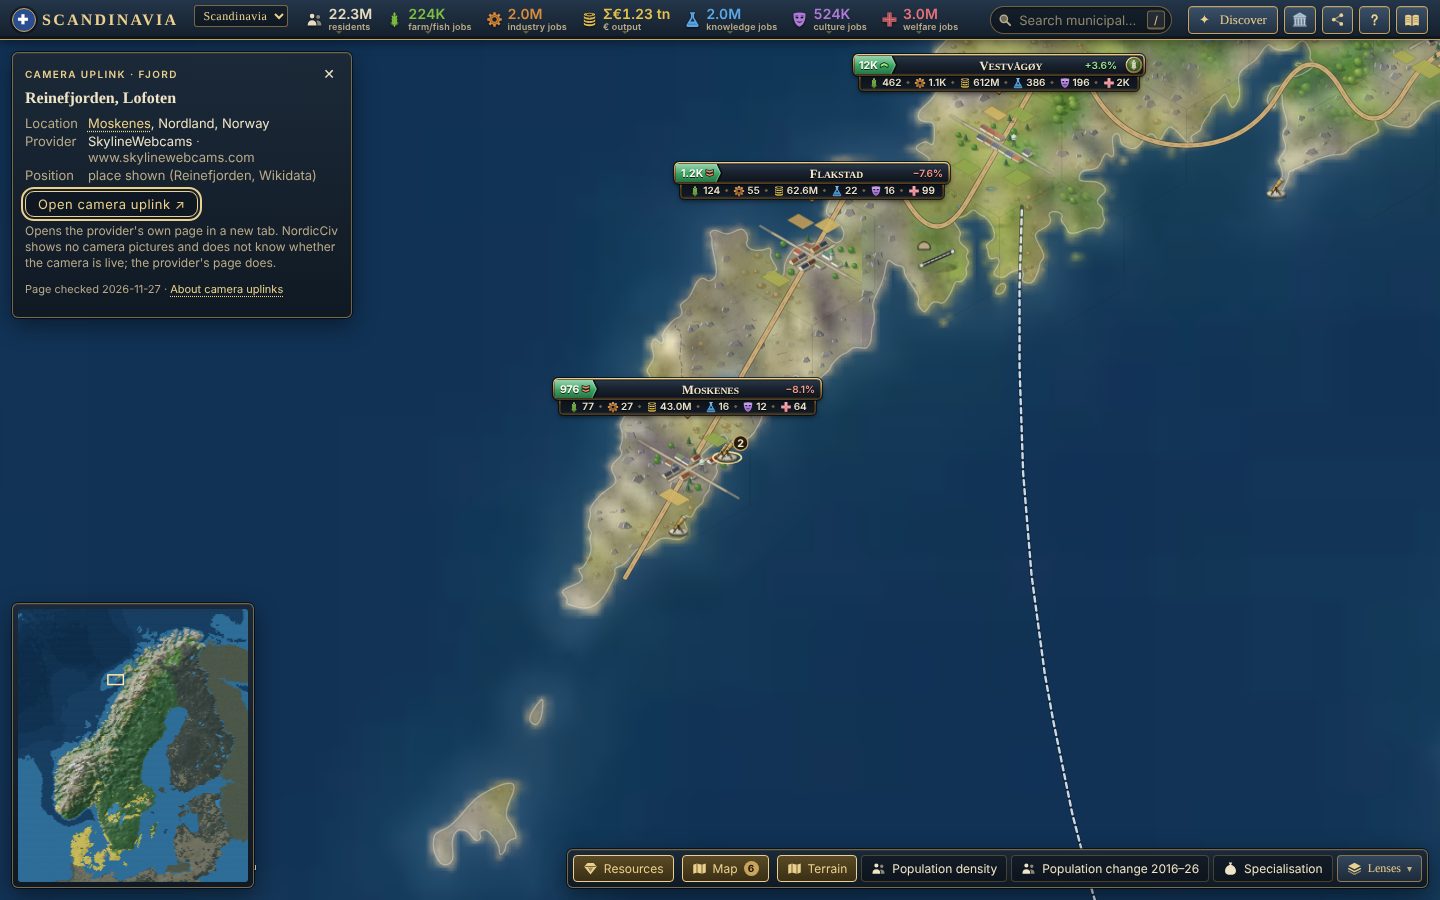 SCANDINAVIA
Scandinavia
22.3M
residents
224K
farm/fish jobs
2.0M
industry jobs
Σ€1.23 tn
€ output
2.0M
knowledge jobs
524K
culture jobs
3.0M
welfare jobs
Search municipal… /
Discover
?
CAMERA UPLINK · FJORD
Reinefjorden, Lofoten
Location Moskenes, Nordland, Norway
Provider SkylineWebcams ·
www.skylinewebcams.com
Position place shown (Reinefjorden, Wikidata)
Open camera uplink ↗
Opens the provider's own page in a new tab. NordicCiv
shows no camera pictures and does not know whether
the camera is live; the provider's page does.
Page checked 2026-11-27 · About camera uplinks
12K Vestvågøy +3.6%
462 · 1.1K · 612M · 386 · 196 · 2K
1.2K Flakstad −7.6%
124 · 55 · 62.6M · 22 · 16 · 99
976 Moskenes −8.1%
77 · 27 · 43.0M · 16 · 12 · 64
2
Resources
Map 6
Terrain
Population density
Population change 2016–26
Specialisation
Lenses ▾